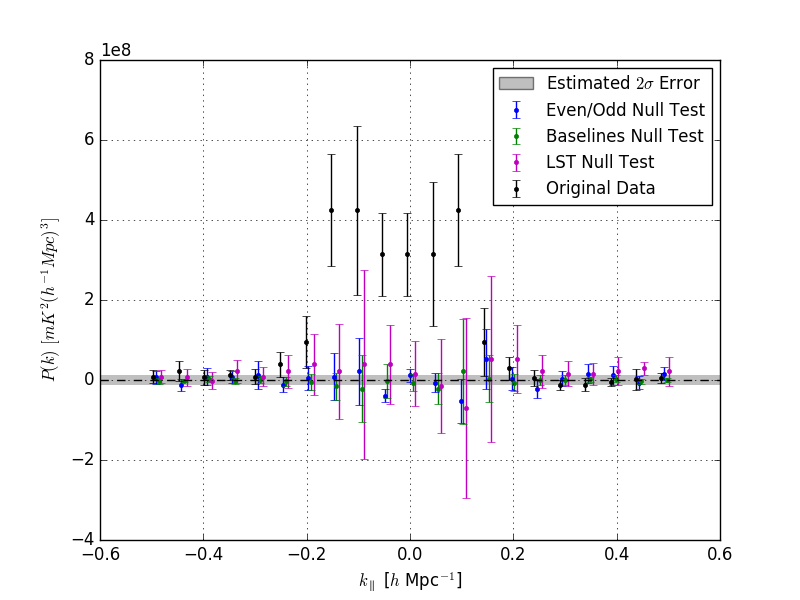 1e8
8
6
4
2
0
−2
−4
−0.6 −0.4 −0.2 0.0 0.2 0.4 0.6
P(k) [mK² (h⁻¹Mpc)³]
k∥ [h Mpc⁻¹]
Estimated 2σ Error
Even/Odd Null Test
Baselines Null Test
LST Null Test
Original Data